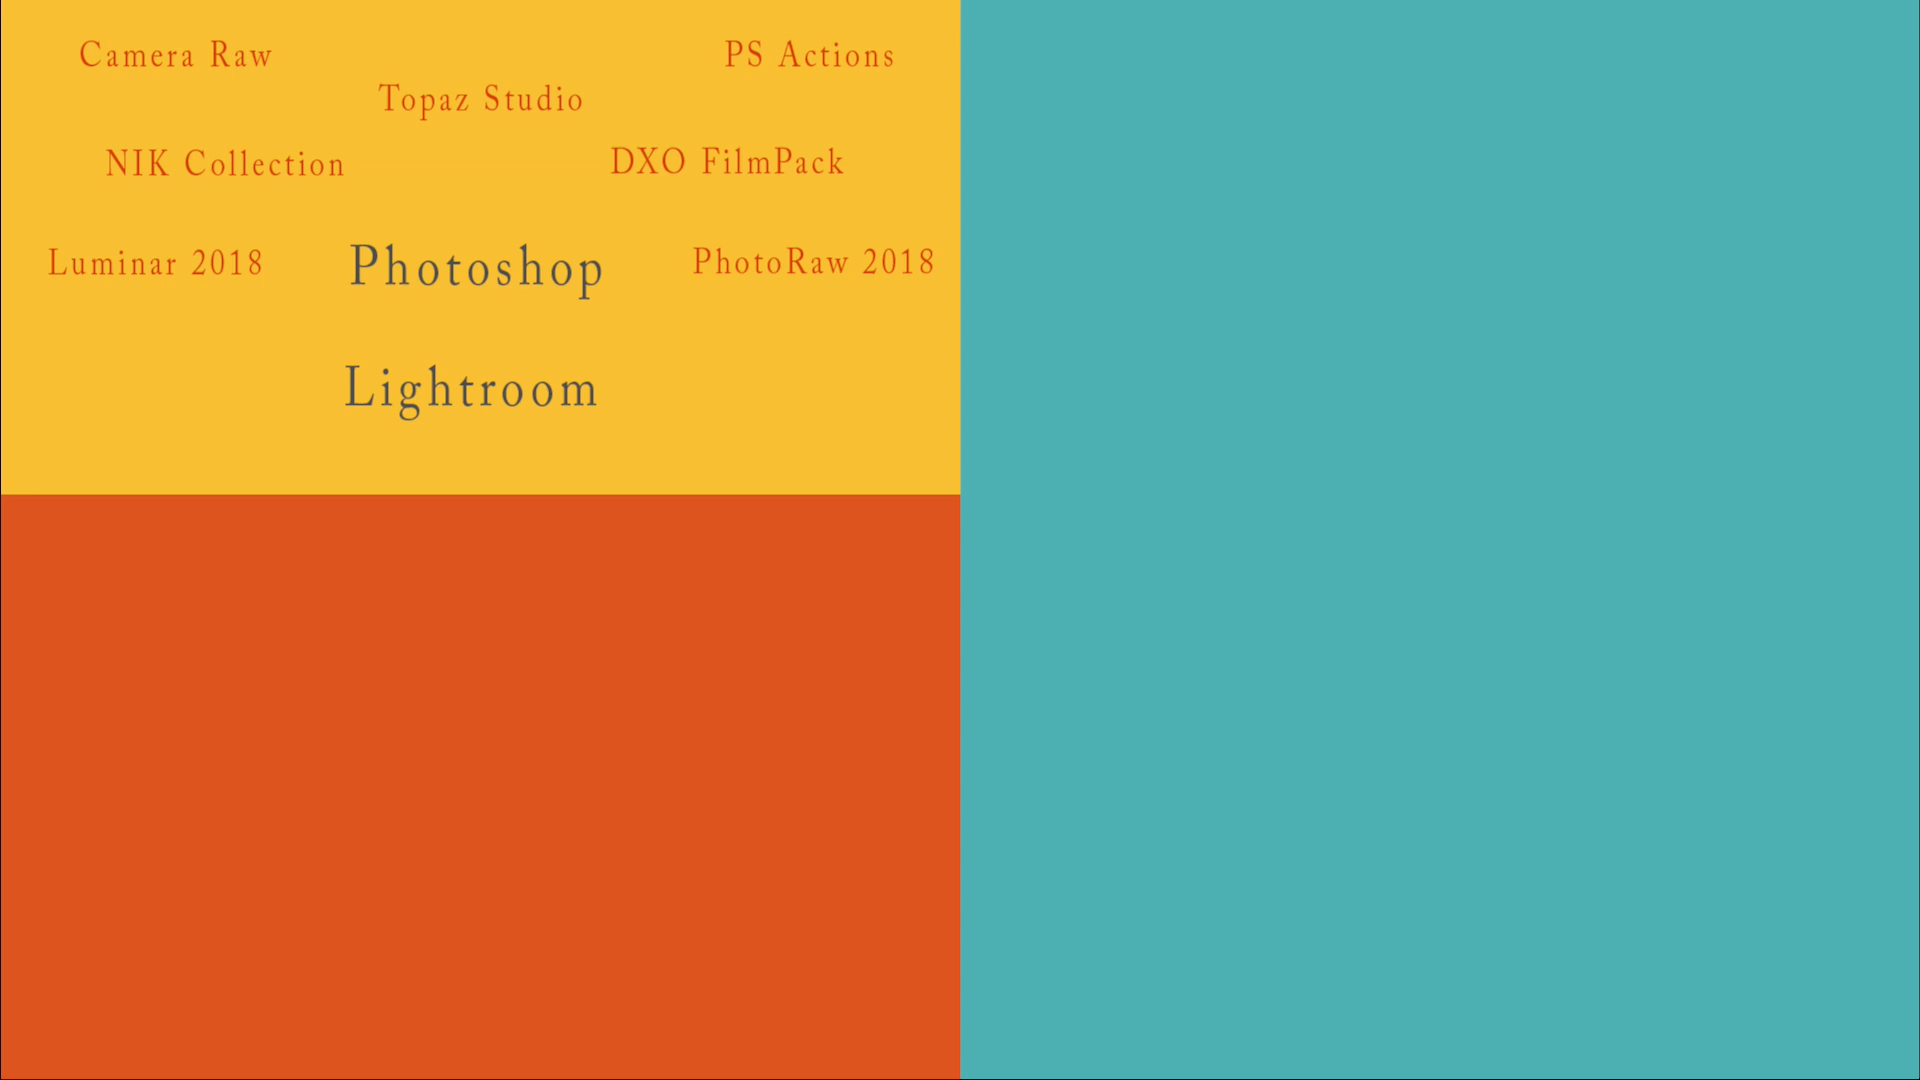 Camera Raw
PS Actions
Topaz Studio
NIK Collection
DXO FilmPack
Luminar 2018
Photoshop
PhotoRaw 2018
Lightroom